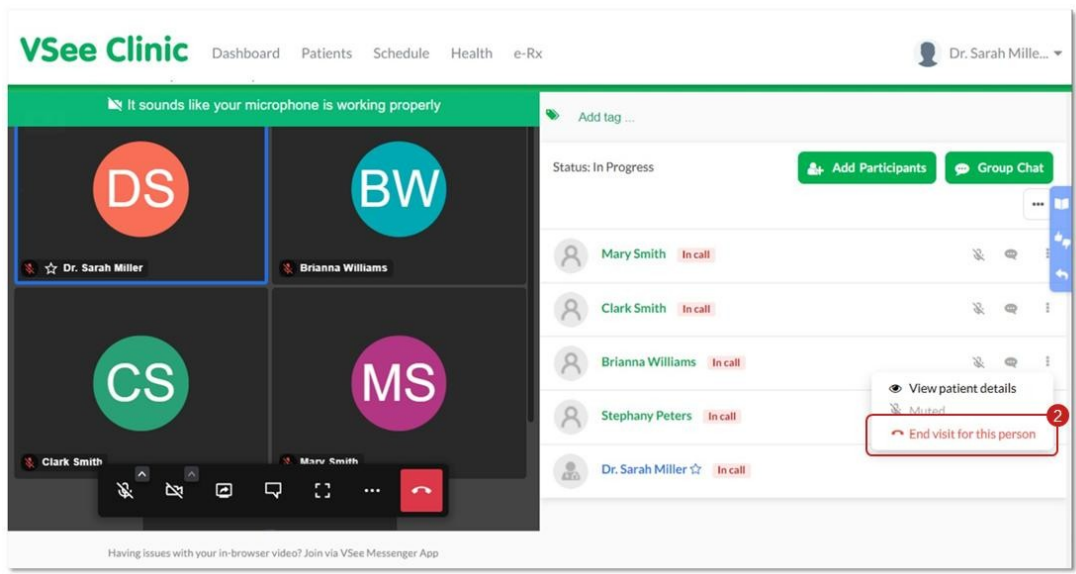 VSee Clinic Dashboard Patients Schedule Health e-Rx Dr. Sarah Mille...
It sounds like your microphone is working properly
DS
BW
Dr. Sarah Miller
Brianna Williams
CS
MS
Clark Smith
Mary Smith
Having issues with your in-browser video? Join via VSee Messenger App
Add tag ...
Status: In Progress
Add Participants
Group Chat
Mary Smith In call
Clark Smith In call
Brianna Williams In call
Stephany Peters In call
Dr. Sarah Miller In call
View patient details
Muted
2
End visit for this person